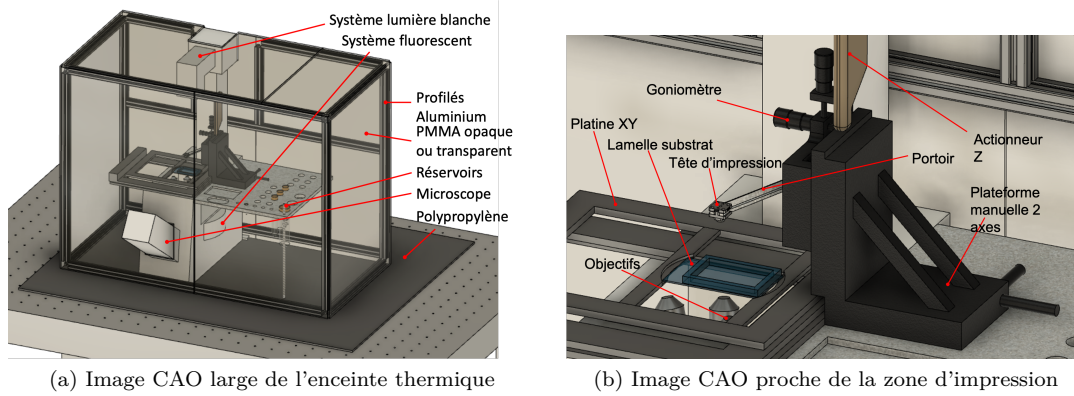 Système lumière blanche
Système fluorescent
Profilés
Aluminium
PMMA opaque
ou transparent
Réservoirs
Microscope
Polypropylène
(a) Image CAO large de l'enceinte thermique
Goniomètre
Platine XY
Lamelle substrat
Tête d'impression
Portoir
Actionneur
Z
Plateforme
manuelle 2
axes
Objectifs
(b) Image CAO proche de la zone d'impression